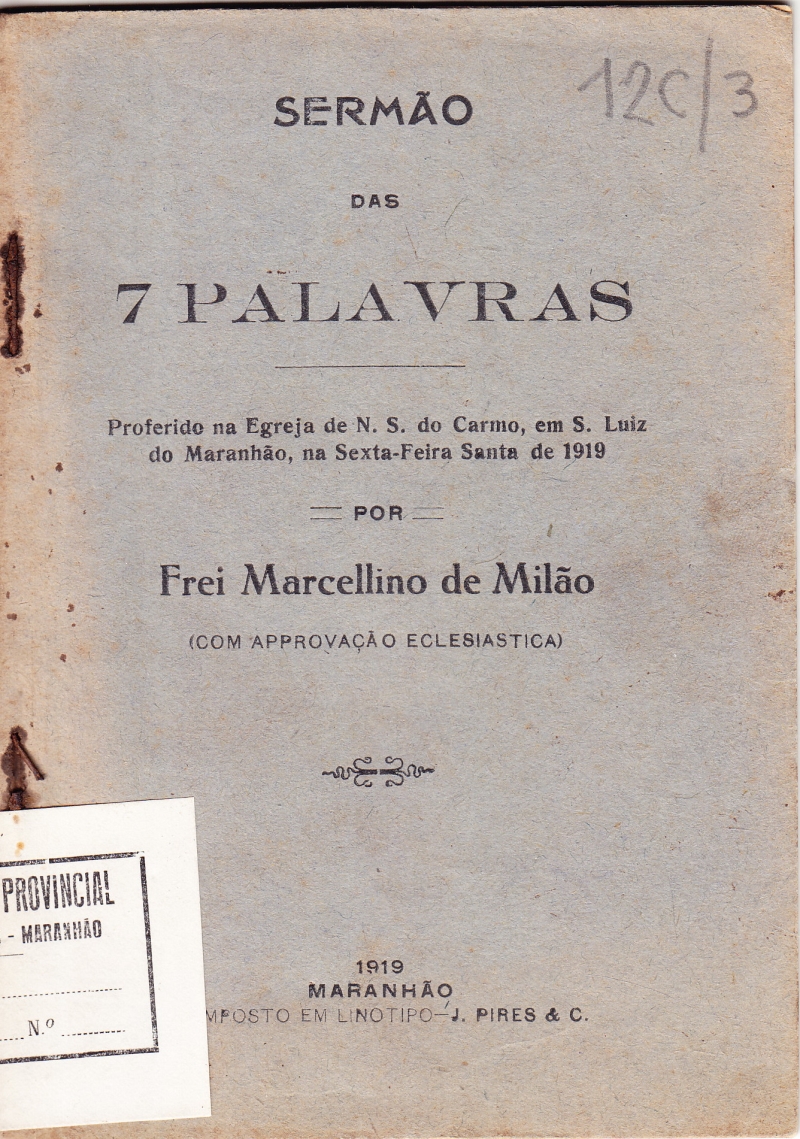 12C/3
SERMÃO
DAS
7 PALAVRAS
Proferido na Egreja de N. S. do Carmo, em S. Luiz
do Maranhão, na Sexta-Feira Santa de 1919
POR
Frei Marcellino de Milão
(COM APPROVAÇÃO ECLESIASTICA)
PROVINCIAL
- MARANHÃO
N.º
1919
MARANHÃO
MPOSTO EM LINOTIPO—J. PIRES & C.